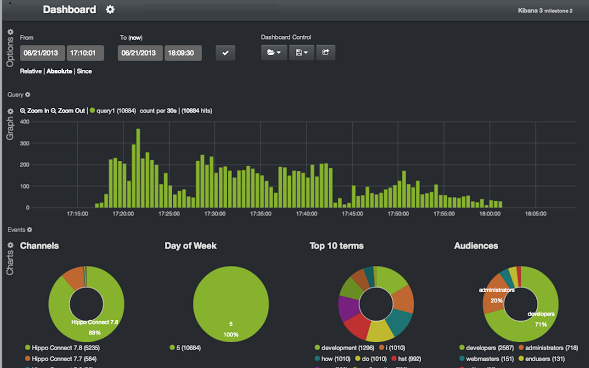 Dashboard
Kibana 3 milestone 2
Options
From
To (now)
Dashboard Control
06/21/2013 17:10:01
06/21/2013 18:09:30
Relative | Absolute | Since
Query
Graph
Zoom In Zoom Out | query1 (10684) count per 30s | (10684 hits)
400
300
200
100
0
17:15:00 17:20:00 17:25:00 17:30:00 17:35:00 17:40:00 17:45:00 17:50:00 17:55:00 18:00:00 18:05:00
Events
Charts
Channels
Hippo Connect 7.8
89%
Hippo Connect 7.8 (5235)
Hippo Connect 7.7 (584)
Day of Week
5
100%
5 (10684)
Top 10 terms
development (1296) i (1010)
how (1010) do (1010) list (992)
Audiences
administrators
20%
developers
71%
developers (2587) administrators (718)
webmasters (151) endusers (131)